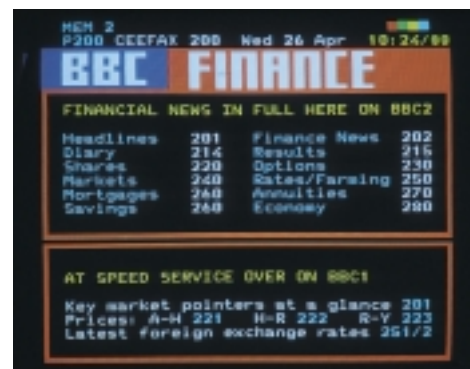 MEM 2
P200 CEEFAX 200 Wed 26 Apr 10:24/00
BBC FINANCE
FINANCIAL NEWS IN FULL HERE ON BBC2
Headlines 201 Finance News 202
Diary 214 Results 215
Shares 220 Options 230
Markets 240 Rates/Farming 250
Mortgages 260 Annuities 270
Savings 260 Economy 280
AT SPEED SERVICE OVER ON BBC1
Key market pointers at a glance 201
Prices: A-H 221 H-R 222 R-Y 223
Latest foreign exchange rates 251/2